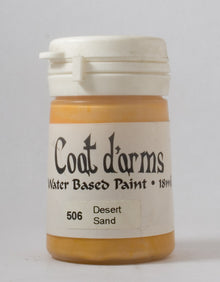 Coat d'arms
Water Based Paint • 18ml
506 Desert
Sand